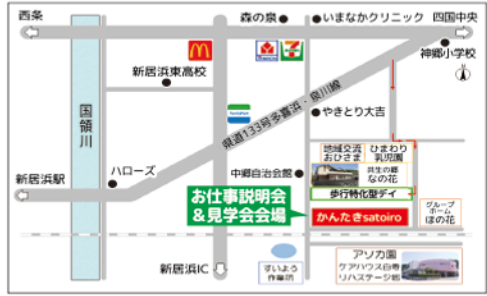 西条
森の泉
いまなかクリニック
四国中央
神郷小学校
新居浜東高校
FamilyMart
国領川
県道133号多喜浜・泉川線
やきとり大吉
地域交流
おひさま
ひまわり
乳児園
共生の郷
なの花
ハローズ
中郷自治会館
歩行特化型デイ
新居浜駅
お仕事説明会
&見学会会場
かんたきsatoiro
グループ
ホーム
ほの花
アソカ園
ケアハウス白寿
リハステージ郷
新居浜IC
すいよう
作業所